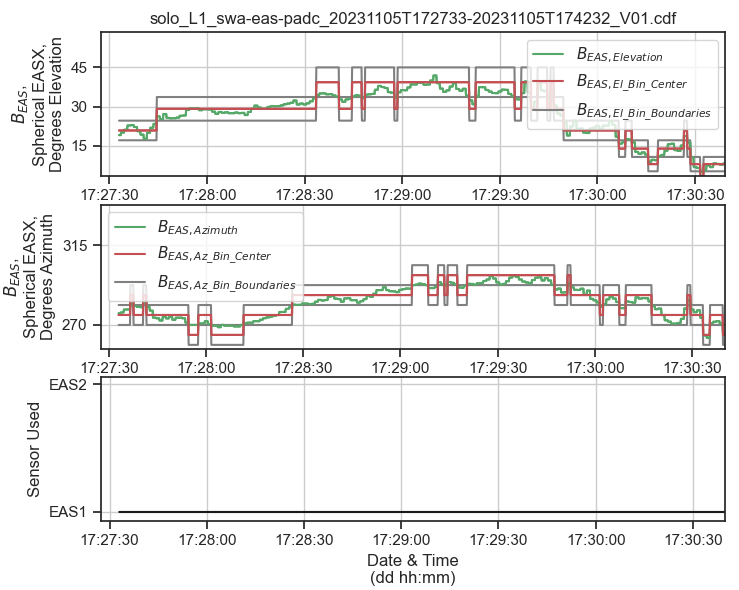 solo_L1_swa-eas-padc_20231105T172733-20231105T174232_V01.cdf
B_EAS,
Spherical EASX,
Degrees Elevation
45
30
15
B_EAS,Elevation
B_EAS,El_Bin_Center
B_EAS,El_Bin_Boundaries
17:27:30 17:28:00 17:28:30 17:29:00 17:29:30 17:30:00 17:30:30
B_EAS,
Spherical EASX,
Degrees Azimuth
315
270
B_EAS,Azimuth
B_EAS,Az_Bin_Center
B_EAS,Az_Bin_Boundaries
17:27:30 17:28:00 17:28:30 17:29:00 17:29:30 17:30:00 17:30:30
Sensor Used
EAS2
EAS1
17:27:30 17:28:00 17:28:30 17:29:00 17:29:30 17:30:00 17:30:30
Date & Time
(dd hh:mm)